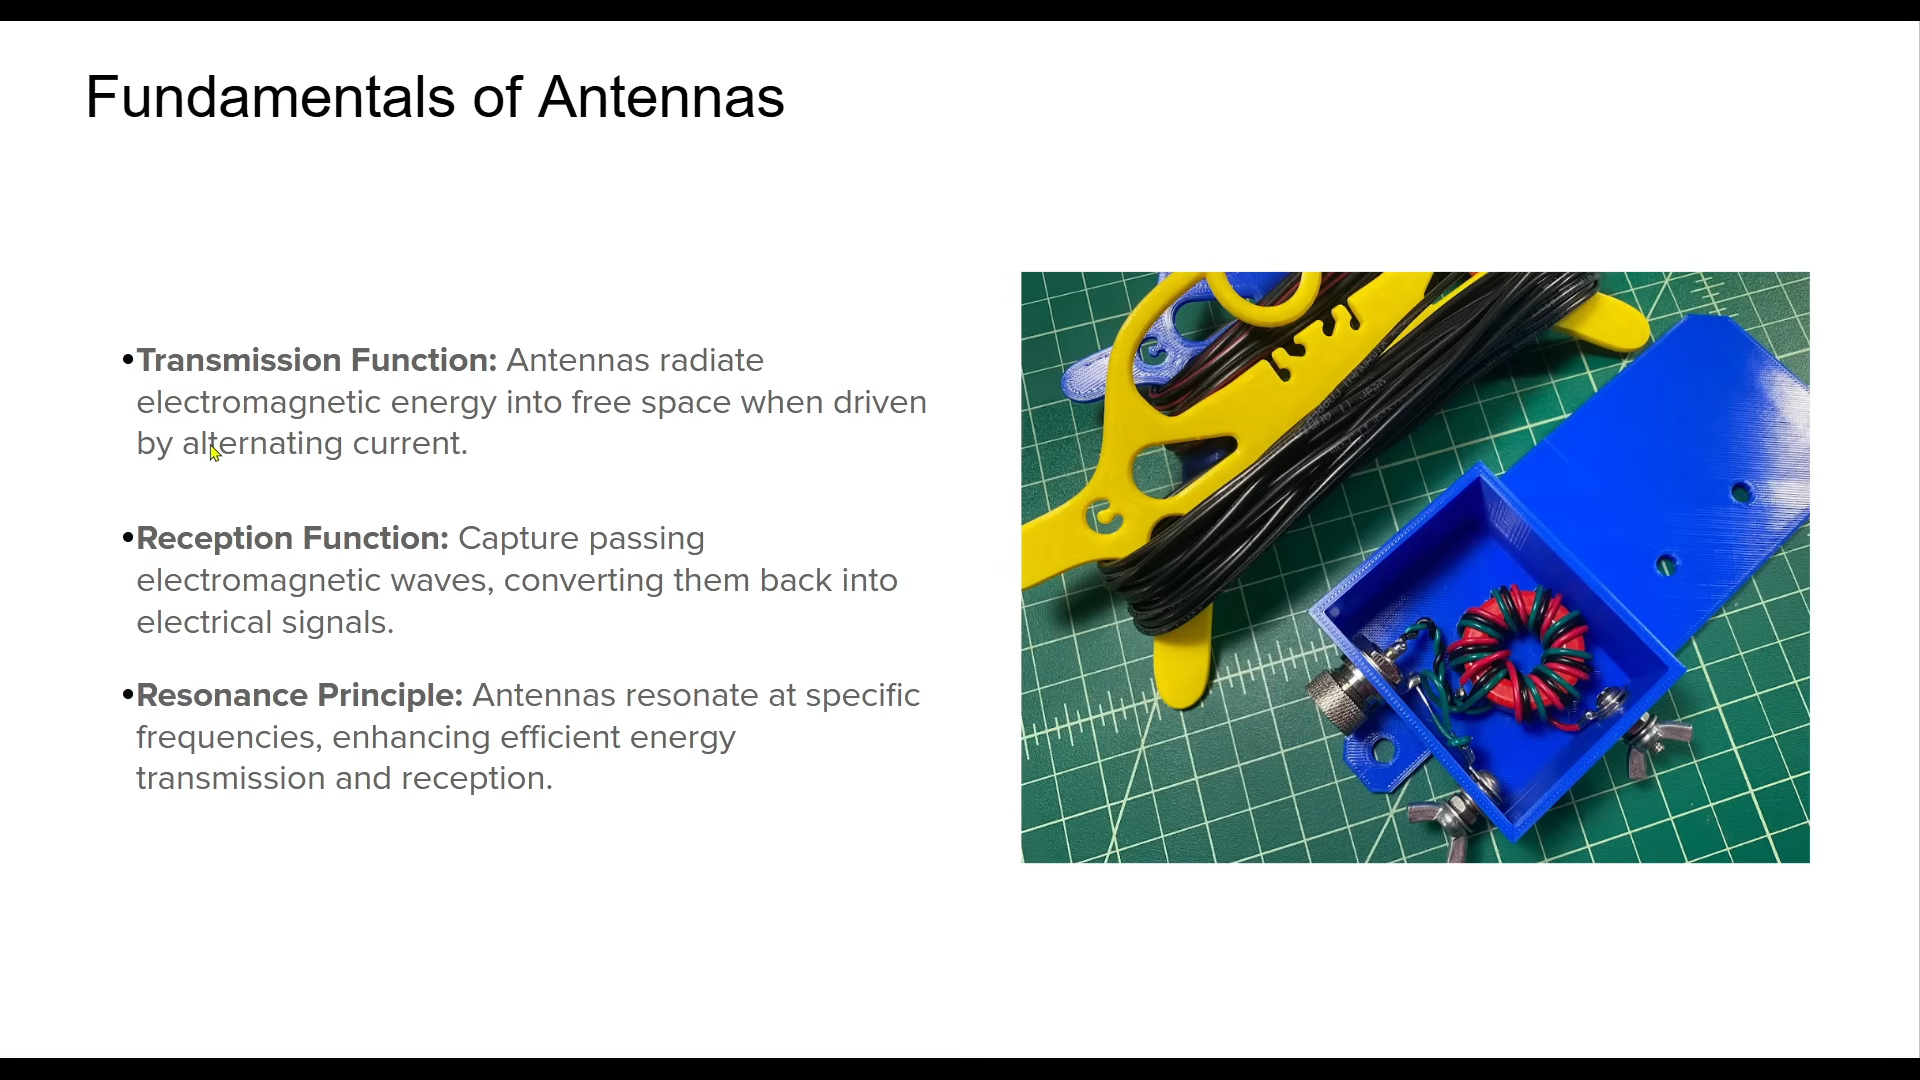 Fundamentals of Antennas
•Transmission Function: Antennas radiate
electromagnetic energy into free space when driven
by alternating current.
•Reception Function: Capture passing
electromagnetic waves, converting them back into
electrical signals.
•Resonance Principle: Antennas resonate at specific
frequencies, enhancing efficient energy
transmission and reception.